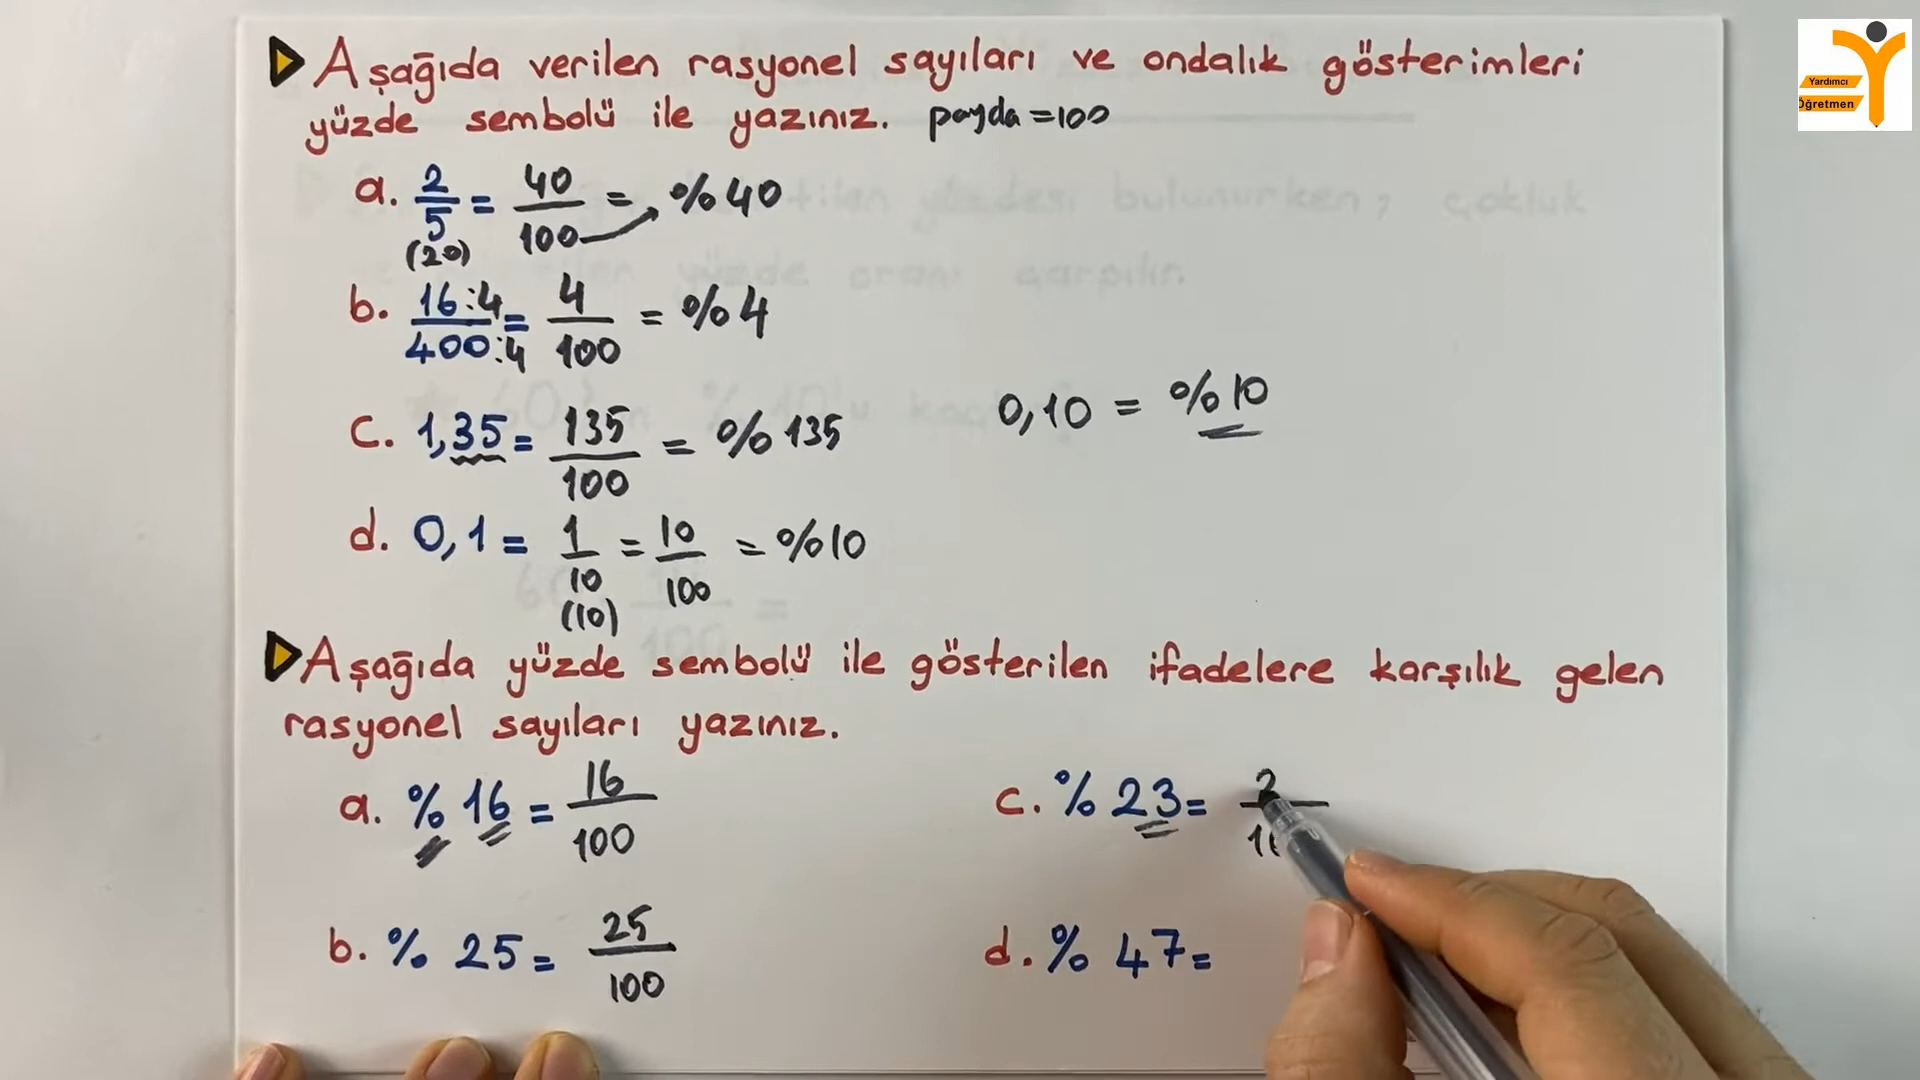 Aşağıda verilen rasyonel sayıları ve ondalık gösterimleri
yüzde sembolü ile yazınız. payda = 100
a. 2/5 = 40/100 = %40
(20)
b. 16:4/400:4 = 4/100 = %4
c. 1,35 = 135/100 = %135
0,10 = %10
d. 0,1 = 1/10 = 10/100 = %10
(10)
Aşağıda yüzde sembolü ile gösterilen ifadelere karşılık gelen
rasyonel sayıları yazınız.
a. % 16 = 16/100
b. % 25 = 25/100
c. % 23 = 2
d. % 47 =
Yardımcı
Öğretmen